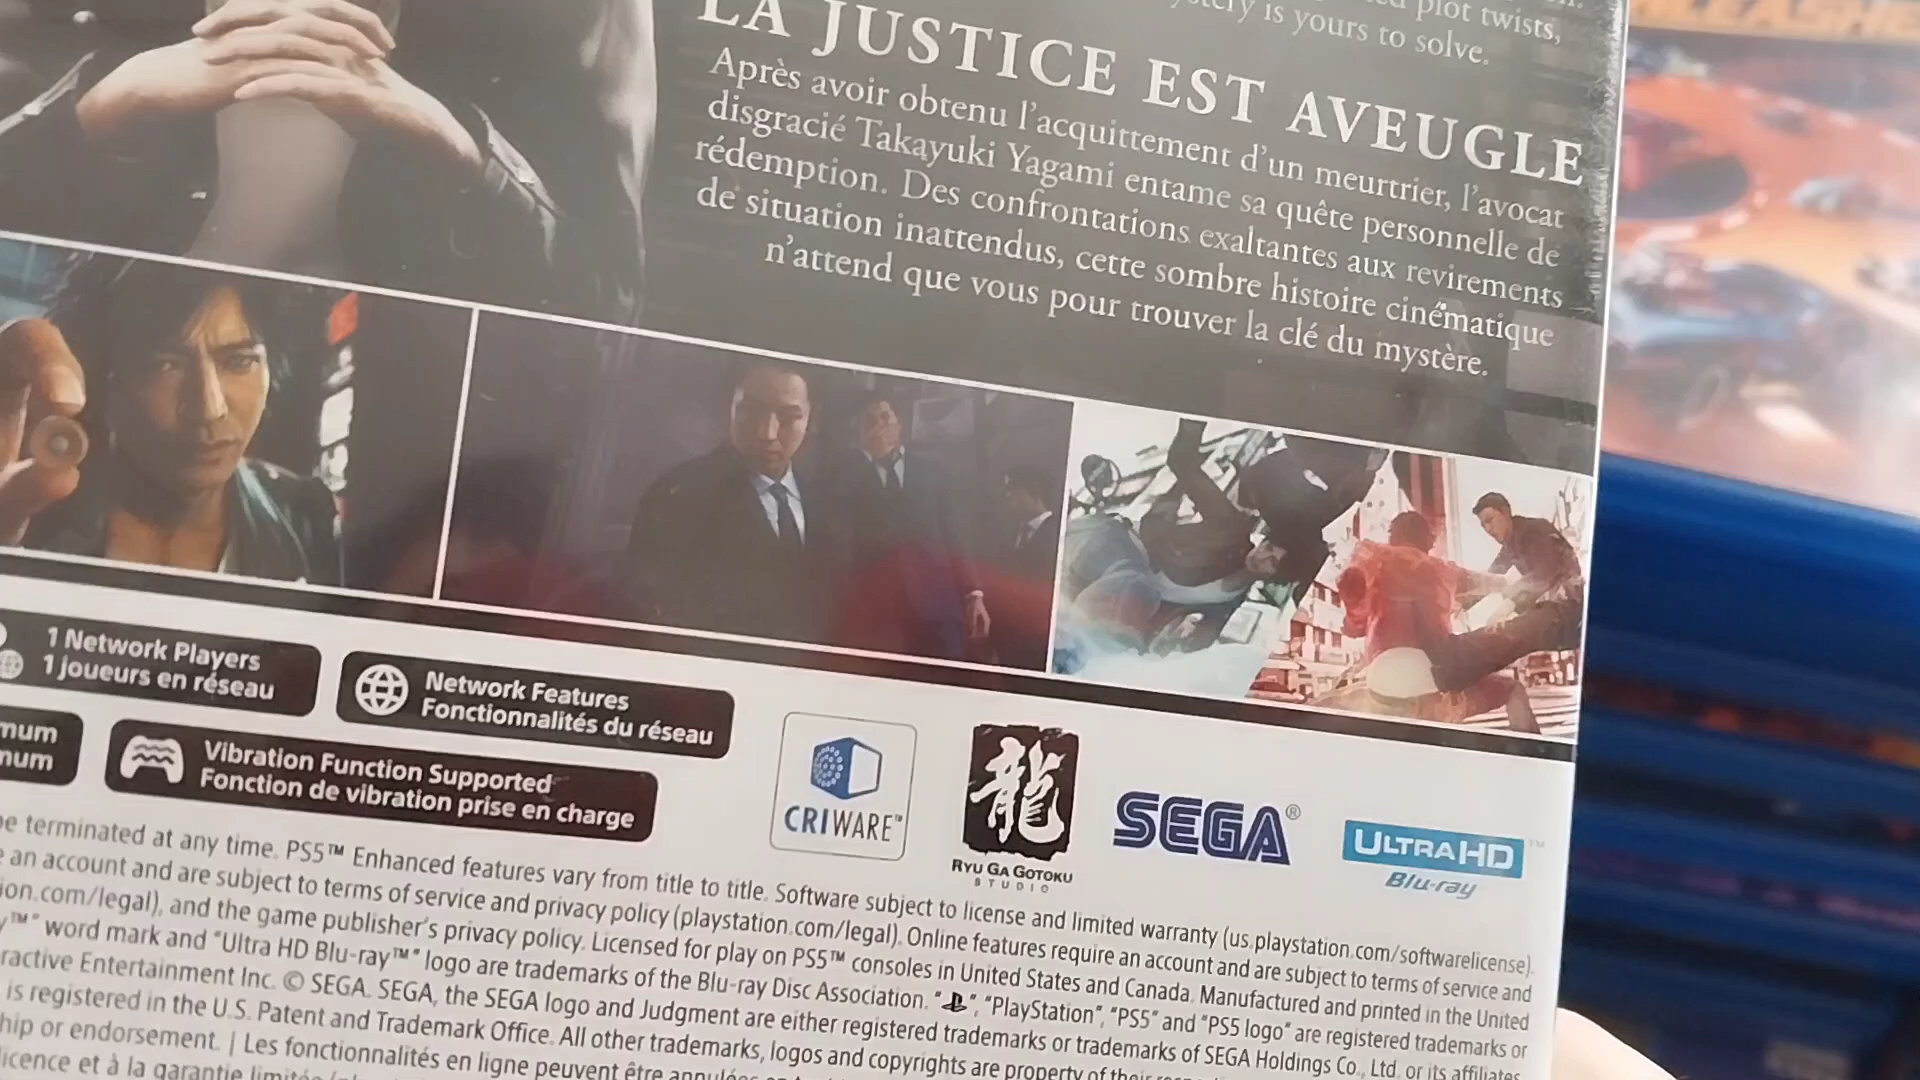 plot twists,
is yours to solve.
LA JUSTICE EST AVEUGLE
Après avoir obtenu l'acquittement d'un meurtrier, l'avocat
disgracié Takayuki Yagami entame sa quête personnelle de
rédemption. Des confrontations exaltantes aux revirements
de situation inattendus, cette sombre histoire cinématique
n'attend que vous pour trouver la clé du mystère.
1 Network Players
1 joueurs en réseau
Network Features
Fonctionnalités du réseau
Vibration Function Supported
Fonction de vibration prise en charge
CRIWARE™
龍
RYU GA GOTOKU
STUDIO
SEGA®
ULTRA HD™
Blu-ray
be terminated at any time. PS5™ Enhanced features vary from title to title. Software subject to license and limited warranty (us.playstation.com/softwarelicense).
an account and are subject to terms of service and privacy policy (playstation.com/legal). Online features require an account and are subject to terms of service and
ion.com/legal), and the game publisher's privacy policy. Licensed for play on PS5™ consoles in United States and Canada. Manufactured and printed in the United
y™" word mark and "Ultra HD Blu-ray™" logo are trademarks of the Blu-ray Disc Association. " ", "PlayStation", "PS5" and "PS5 logo" are registered trademarks or
ractive Entertainment Inc. © SEGA. SEGA, the SEGA logo and Judgment are either registered trademarks or trademarks of SEGA Holdings Co., Ltd. or its affiliates.
is registered in the U.S. Patent and Trademark Office. All other trademarks, logos and copyrights are property of their
hip or endorsement. | Les fonctionnalités en ligne peuvent être
licence et à la garantie